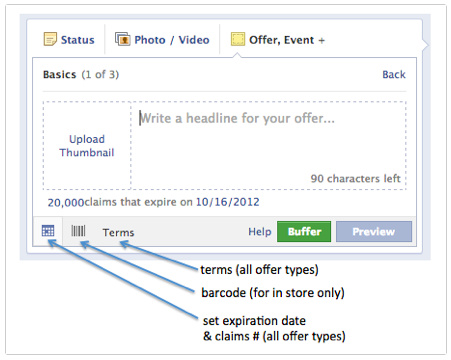 Status Photo / Video Offer, Event +
Basics (1 of 3) Back
Upload
Thumbnail
Write a headline for your offer...
90 characters left
20,000claims that expire on 10/16/2012
Terms Help Buffer Preview
terms (all offer types)
barcode (for in store only)
set expiration date
& claims # (all offer types)